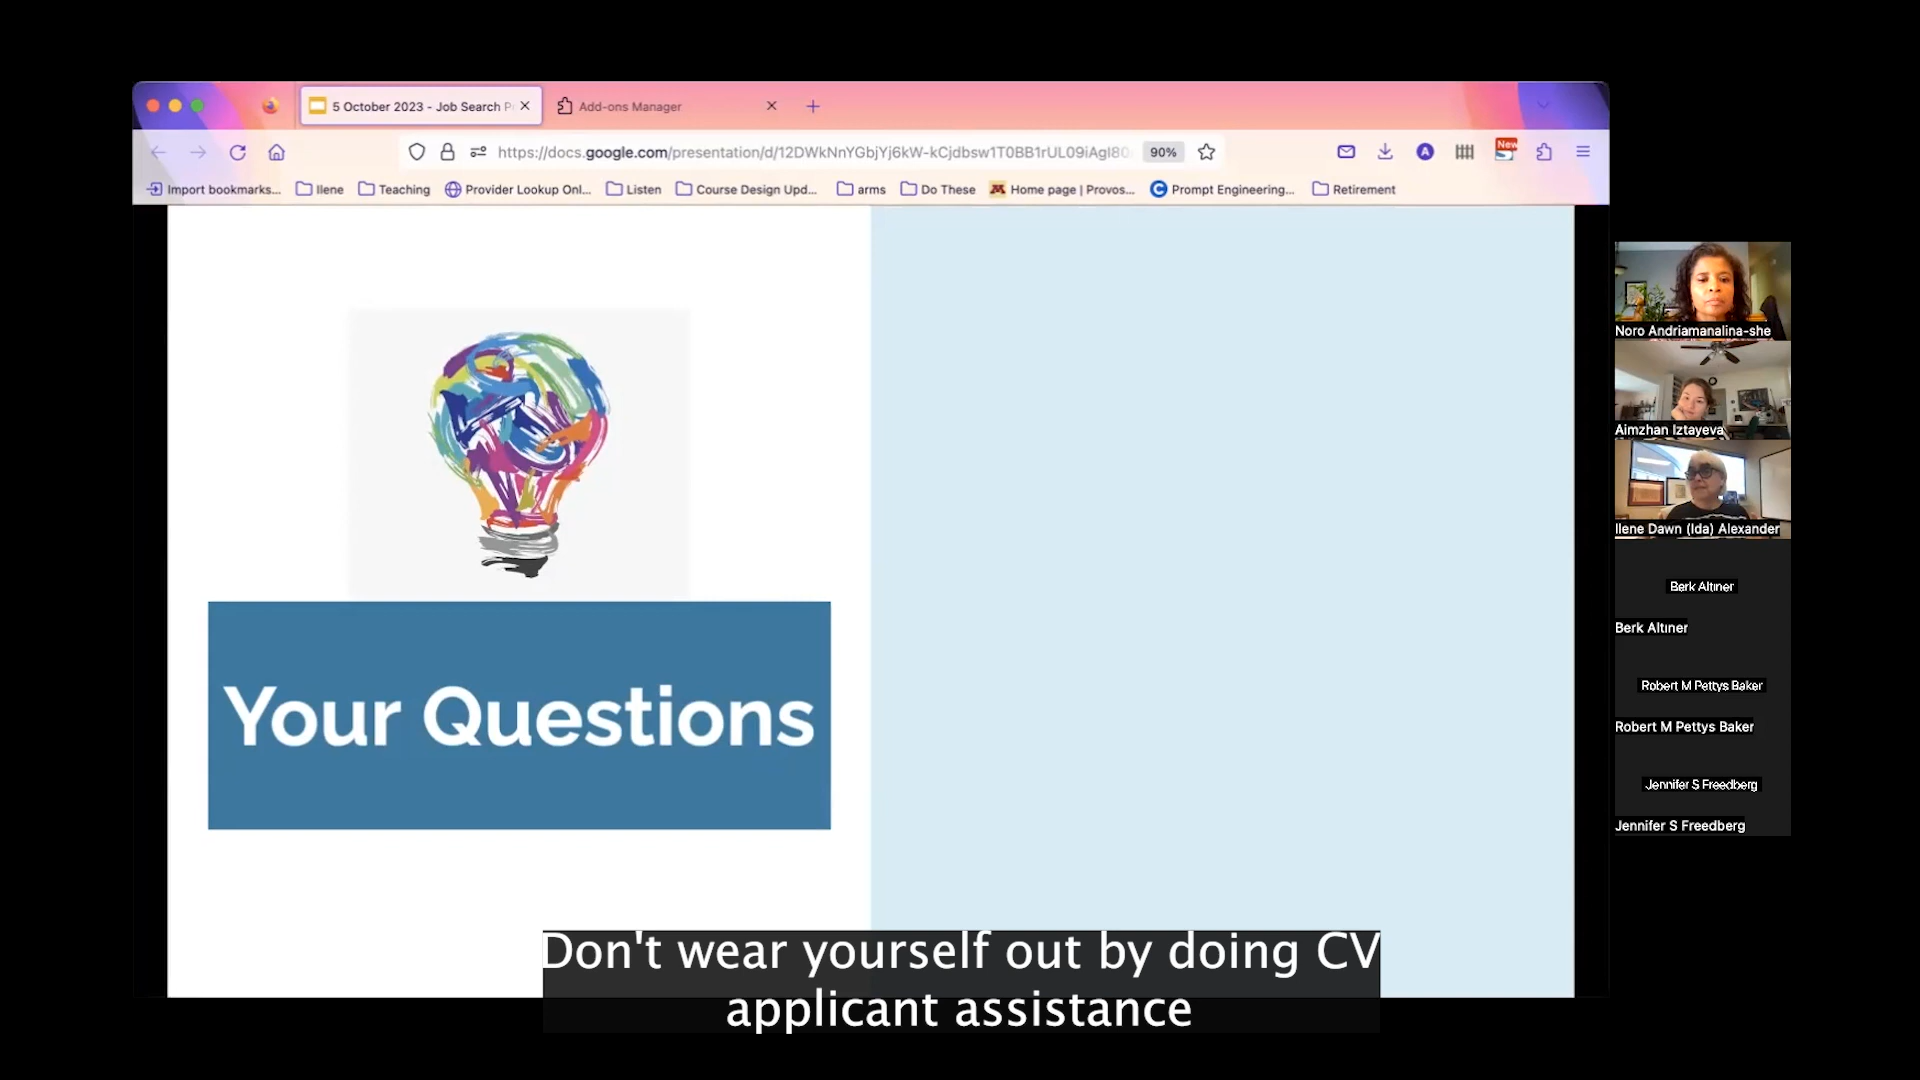 5 October 2023 - Job Search P
Add-ons Manager
https://docs.google.com/presentation/d/12DWkNnYGbjYj6kW-kCjdbsw1T0BB1rUL09iAgI80
90%
A
New
Import bookmarks...
Ilene
Teaching
Provider Lookup Onl...
Listen
Course Design Upd...
arms
Do These
Home page | Provos...
Prompt Engineering...
Retirement
Your Questions
Noro Andriamanalina-she
Aimzhan Iztayeva
Ilene Dawn (Ida) Alexander
Berk Altıner
Berk Altıner
Robert M Pettys Baker
Robert M Pettys Baker
Jennifer S Freedberg
Jennifer S Freedberg
Don't wear yourself out by doing CV
applicant assistance